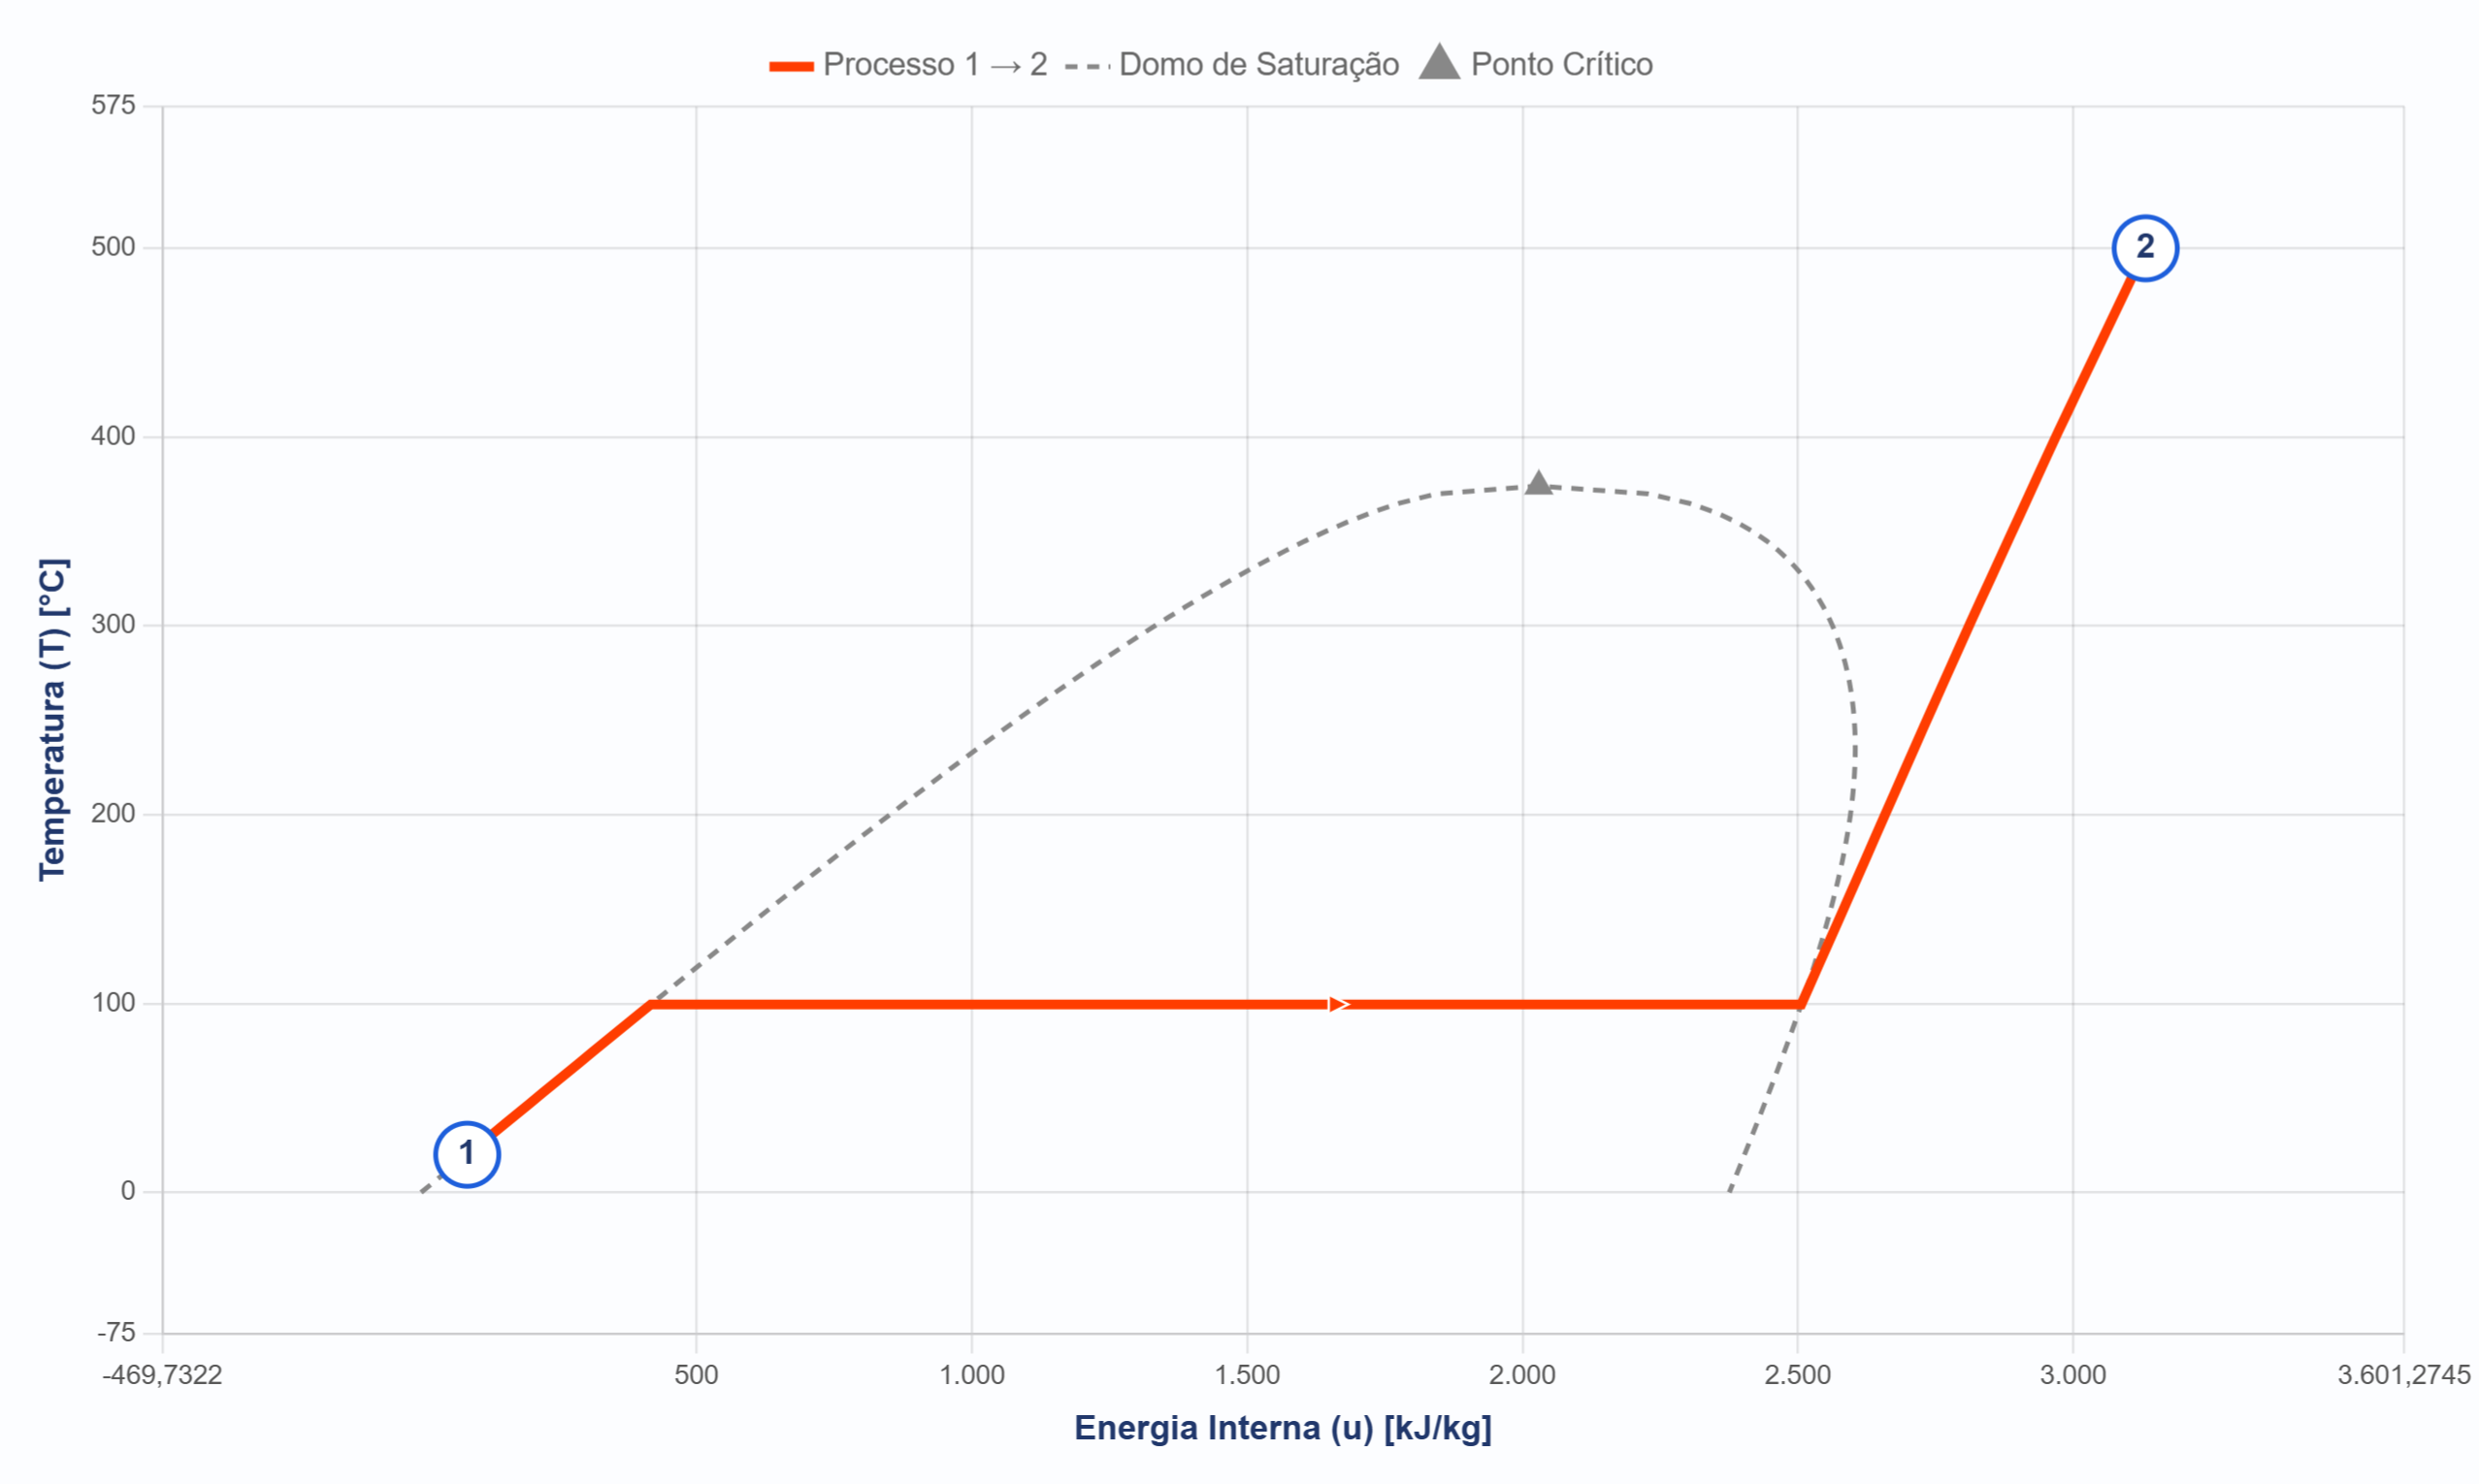 Processo 1 → 2 Domo de Saturação Ponto Crítico
575
500
2
400
300
200
100
1
0
-75
Temperatura (T) [°C]
-469,7322 500 1.000 1.500 2.000 2.500 3.000 3.601,2745
Energia Interna (u) [kJ/kg]